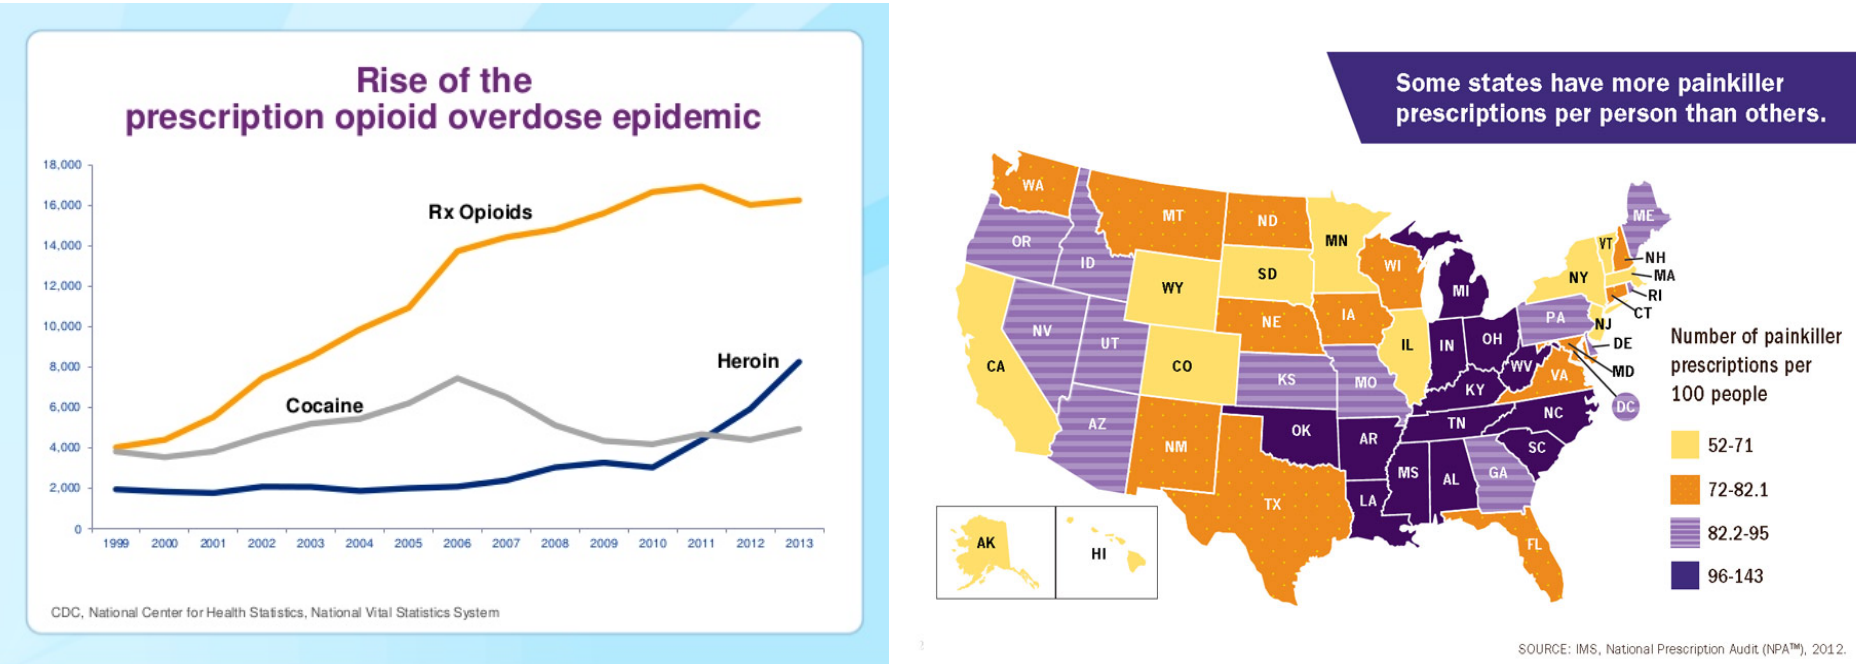 Rise of the
prescription opioid overdose epidemic
18,000
16,000
14,000
12,000
10,000
8,000
6,000
4,000
2,000
0
Rx Opioids
Heroin
Cocaine
1999 2000 2001 2002 2003 2004 2005 2006 2007 2008 2009 2010 2011 2012 2013
CDC, National Center for Health Statistics, National Vital Statistics System
Some states have more painkiller
prescriptions per person than others.
WA
MT
ND
MN
OR
ID
SD
WI
WY
MI
ME
VT
NH
NY
MA
RI
CT
NV
UT
NE
IA
PA
NJ
DE
CA
CO
IL
IN
OH
MD
WV
VA
DC
KS
MO
KY
AZ
NM
OK
AR
TN
NC
SC
MS
AL
GA
TX
LA
FL
AK
HI
Number of painkiller
prescriptions per
100 people
52-71
72-82.1
82.2-95
96-143
SOURCE: IMS, National Prescription Audit (NPA™), 2012.